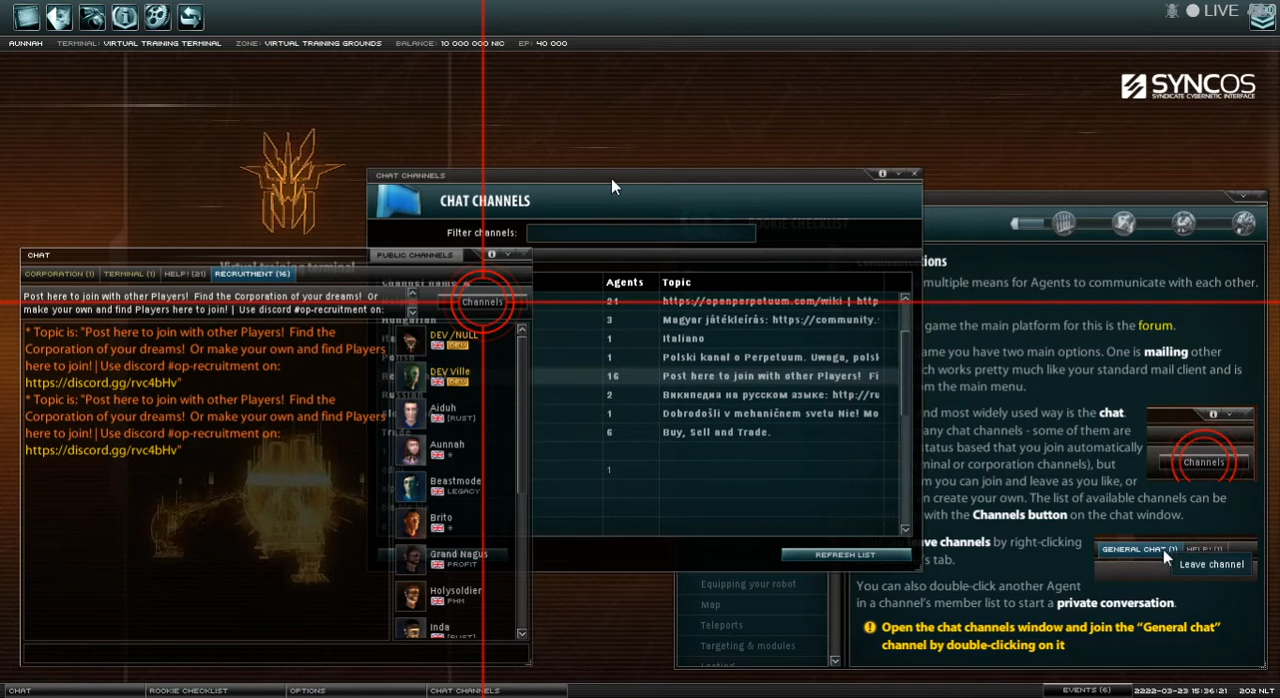 LIVE
AUNNAH TERMINAL: VIRTUAL TRAINING TERMINAL ZONE: VIRTUAL TRAINING GROUNDS BALANCE: 10 000 000 NIC EP: 40 000
SYNCOS
SYNDICATE CYBERNETIC INTERFACE
CHAT CHANNELS
CHAT CHANNELS
Filter channels:
PUBLIC CHANNELS
Agents Topic
21 https://openperpetuum.com/wiki | http
3 Magyar játékleírás: https://community.
1 Italiano
1 Polski kanal o Perpetuum. Uwaga, polsk
16 Post here to join with other Players! Fi
2 Википедия на русском языке: http://ru
1 Dobrodošli v mehaničnem svetu Nie! Mo
6 Buy, Sell and Trade.
1
REFRESH LIST
CHAT
CORPORATION (1) TERMINAL (1) HELP! (21) RECRUITMENT (16)
Virtual training terminal
Post here to join with other Players! Find the Corporation of your dreams! Or
make your own and find Players here to join! | Use discord #op-recruitment on:
Channels
* Topic is: "Post here to join with other Players! Find the
Corporation of your dreams! Or make your own and find Players
here to join! | Use discord #op-recruitment on:
https://discord.gg/rvc4bHv"
* Topic is: "Post here to join with other Players! Find the
Corporation of your dreams! Or make your own and find Players
here to join! | Use discord #op-recruitment on:
https://discord.gg/rvc4bHv"
DEV /NULL
DEV Ville
Aiduh
[RUST]
Aunnah
+
Beastmode
LEGACY
Brito
+
Grand Nagus
PROFIT
Holysoldier
PHM
Inda
[RUST]
ROOKIE CHECKLIST
multiple means for Agents to communicate with each other.
game the main platform for this is the forum.
ame you have two main options. One is mailing other
ch works pretty much like your standard mail client and is
om the main menu.
and most widely used way is the chat.
any chat channels - some of them are
status based that you join automatically
minal or corporation channels), but
m you can join and leave as you like, or
n create your own. The list of available channels can be
with the Channels button on the chat window.
Channels
leave channels by right-clicking
's tab.
GENERAL CHAT (1) HELP! (1)
Leave channel
You can also double-click another Agent
in a channel's member list to start a private conversation.
Open the chat channels window and join the "General chat"
channel by double-clicking on it
Equipping your robot
Map
Teleports
Targeting & modules
Looting
CHAT ROOKIE CHECKLIST OPTIONS CHAT CHANNELS EVENTS (6) 2222-03-23 15:36:21 202 NLT